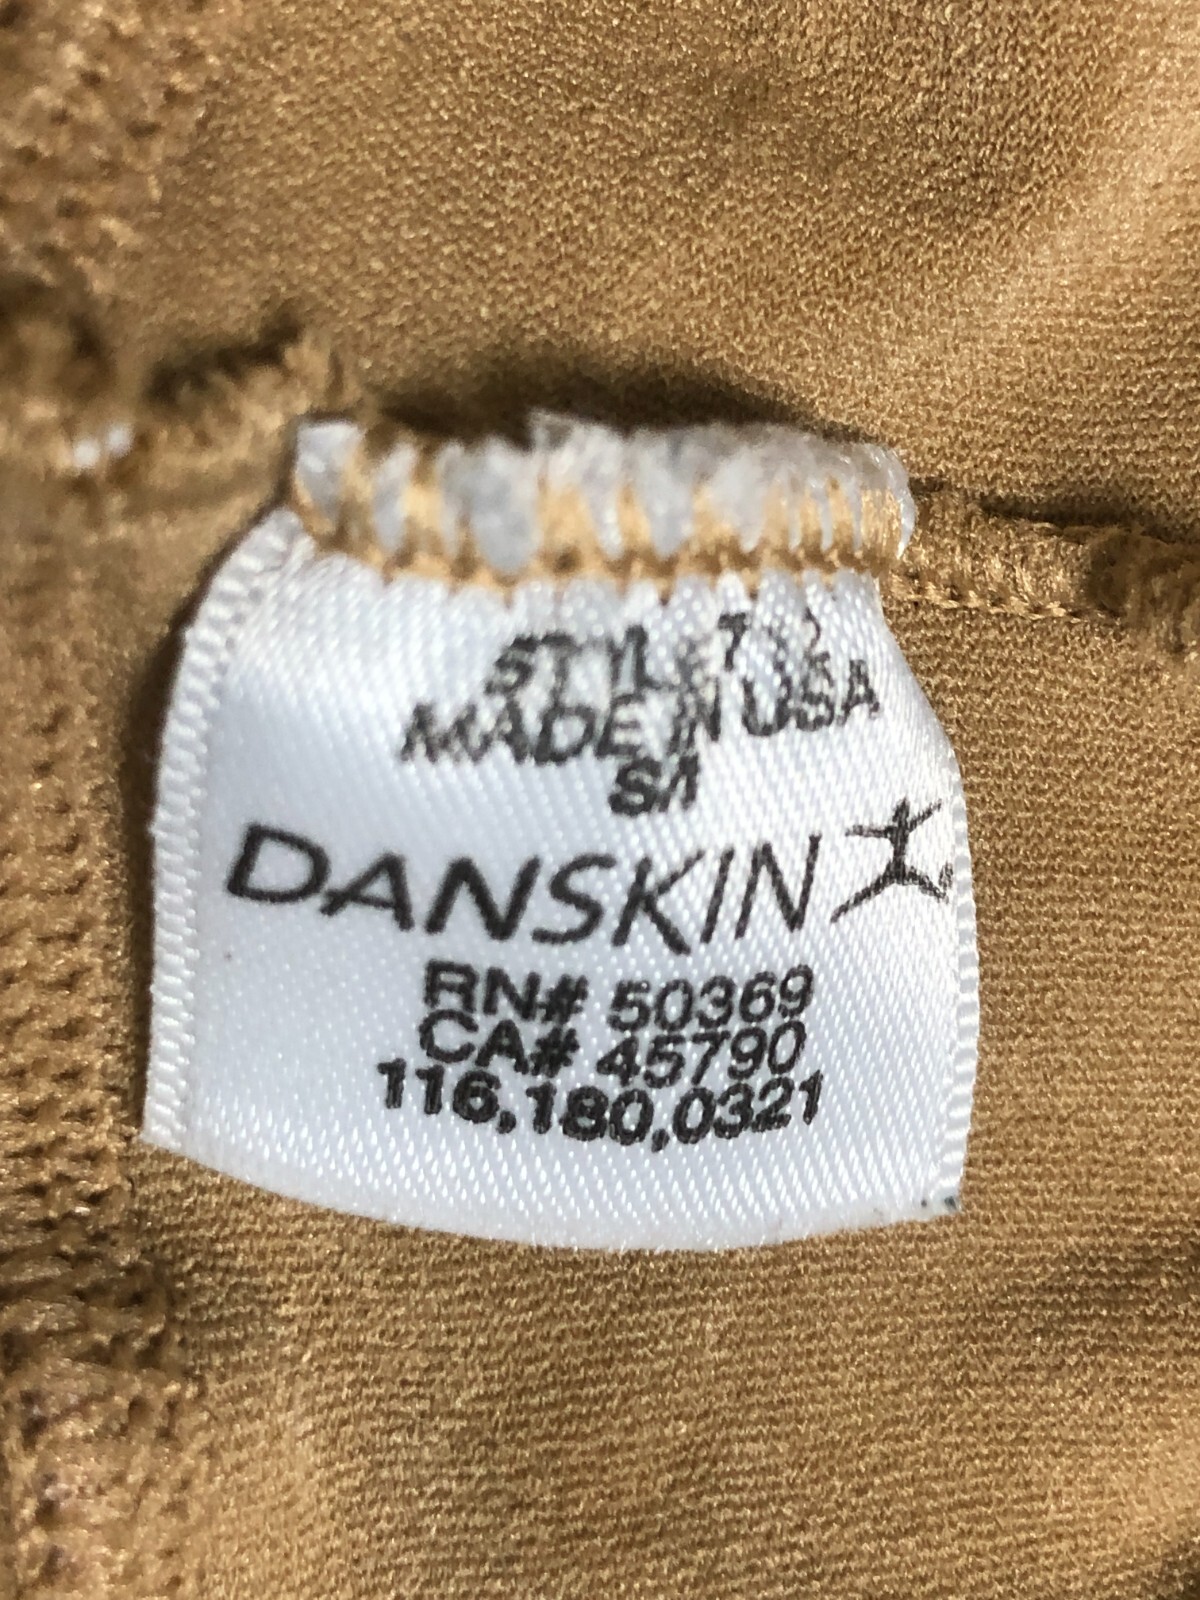 STYLE
MADE IN USA
DANSKIN
RN# 50369
CA# 45790
116,180,0321